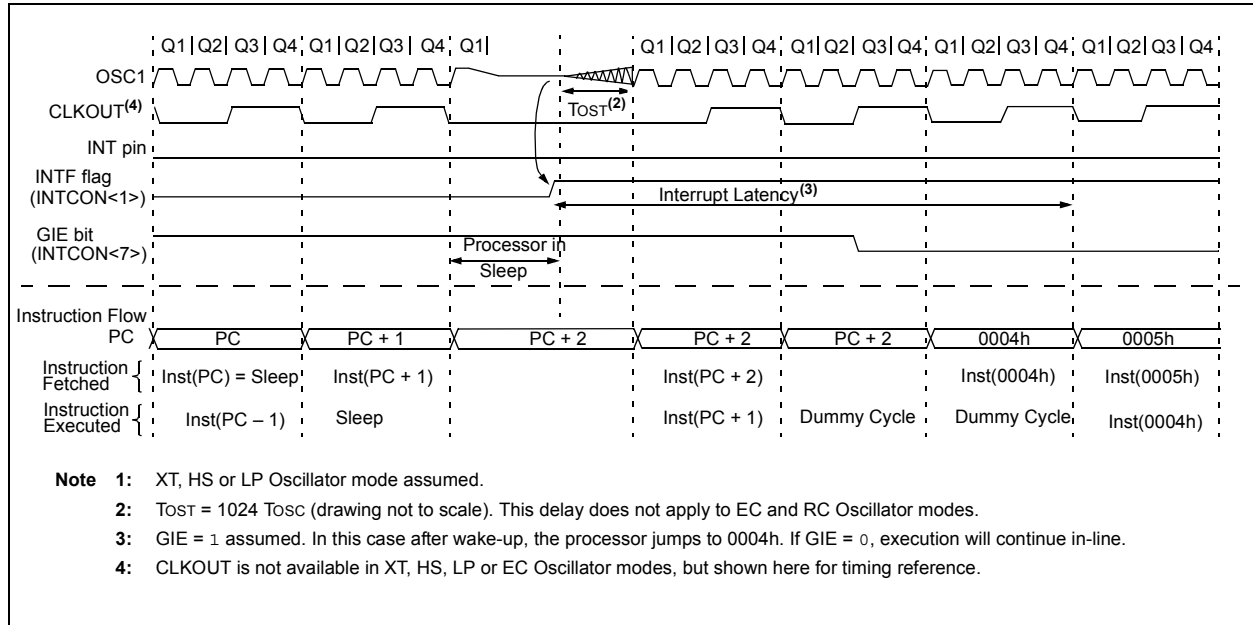 Q1 Q2 Q3 Q4 Q1 Q2 Q3 Q4 Q1 Q1 Q2 Q3 Q4 Q1 Q2 Q3 Q4 Q1 Q2 Q3 Q4 Q1 Q2 Q3 Q4
OSC1
CLKOUT(4)
TOST(2)
INT pin
INTF flag
(INTCON<1>)
Interrupt Latency(3)
GIE bit
(INTCON<7>)
Processor in
Sleep
Instruction Flow
PC PC PC + 1 PC + 2 PC + 2 PC + 2 0004h 0005h
Instruction
Fetched
Inst(PC) = Sleep Inst(PC + 1) Inst(PC + 2) Inst(0004h) Inst(0005h)
Instruction
Executed
Inst(PC – 1) Sleep Inst(PC + 1) Dummy Cycle Dummy Cycle Inst(0004h)
Note 1: XT, HS or LP Oscillator mode assumed.
2: TOST = 1024 TOSC (drawing not to scale). This delay does not apply to EC and RC Oscillator modes.
3: GIE = 1 assumed. In this case after wake-up, the processor jumps to 0004h. If GIE = 0, execution will continue in-line.
4: CLKOUT is not available in XT, HS, LP or EC Oscillator modes, but shown here for timing reference.